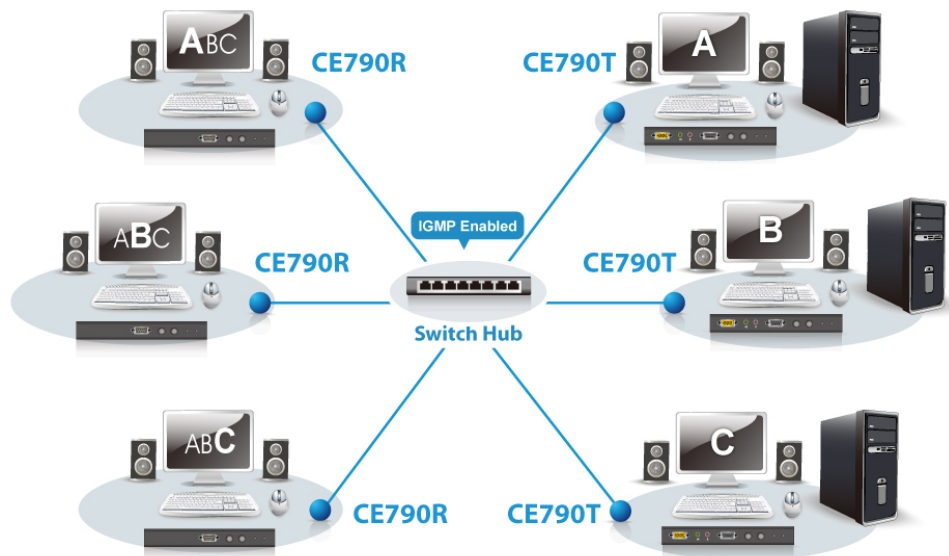 ABC
CE790R
CE790T
A
IGMP Enabled
ABC
CE790R
CE790T
B
Switch Hub
ABC
CE790R
CE790T
C